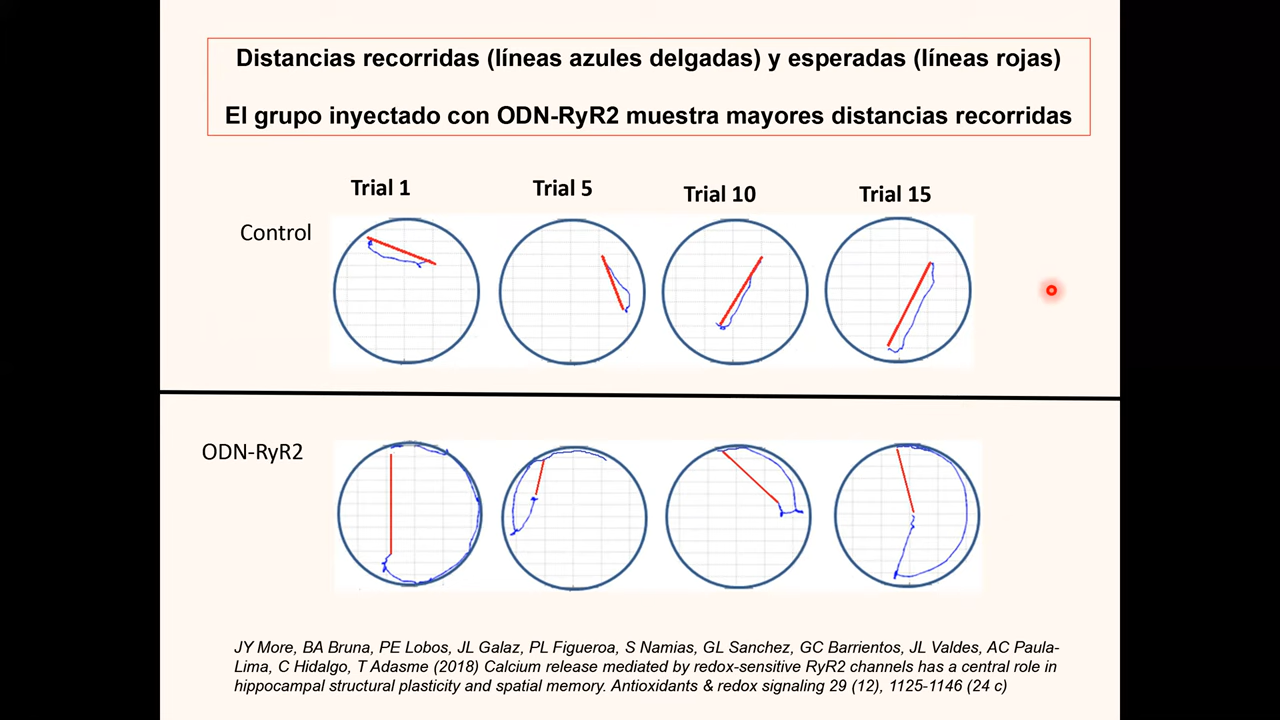 Distancias recorridas (líneas azules delgadas) y esperadas (líneas rojas)
El grupo inyectado con ODN-RyR2 muestra mayores distancias recorridas
Trial 1
Trial 5
Trial 10
Trial 15
Control
ODN-RyR2
JY More, BA Bruna, PE Lobos, JL Galaz, PL Figueroa, S Namias, GL Sanchez, GC Barrientos, JL Valdes, AC Paula-
Lima, C Hidalgo, T Adasme (2018) Calcium release mediated by redox-sensitive RyR2 channels has a central role in
hippocampal structural plasticity and spatial memory. Antioxidants & redox signaling 29 (12), 1125-1146 (24 c)